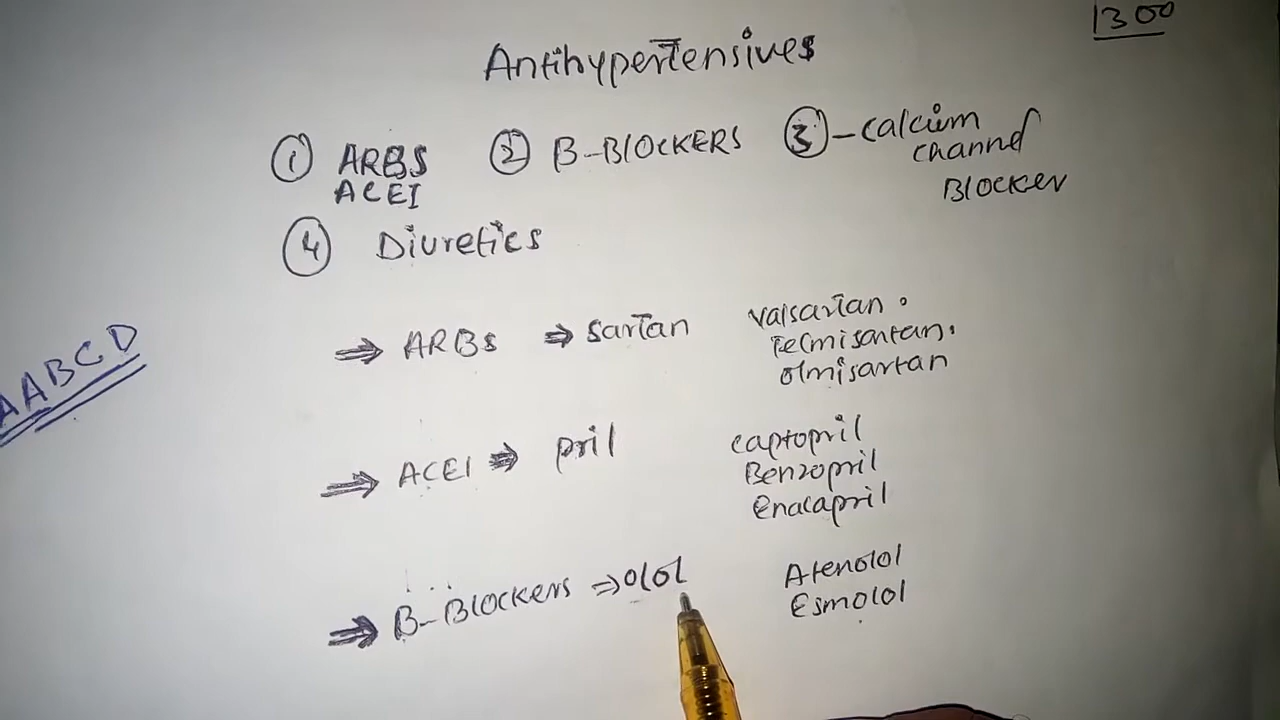 1300
Antihypertensives
① ARBS ② B-BLOCKERS ③ - calcium
ACEI channel
Blocker
④ Diuretics
AABCD
⇒ ARBs ⇒ Sartan valsartan.
Telmisartan.
olmisartan
⇒ ACEI ⇒ pril captopril
Benzopril
Enalapril
⇒ B-Blockers ⇒ olol Atenolol
Esmolol